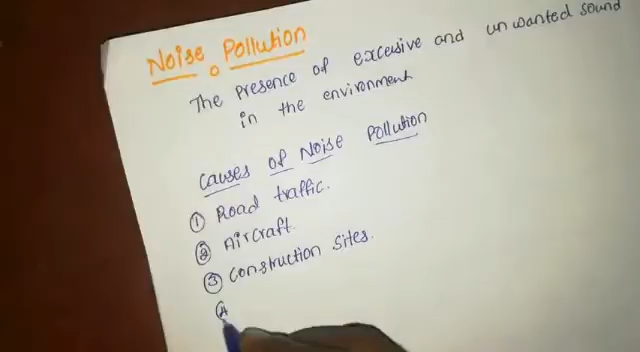 Noise Pollution
The presence of excessive and unwanted sound
in the environment
Causes of Noise Pollution
① Road traffic.
② Aircraft.
③ Construction sites.
④